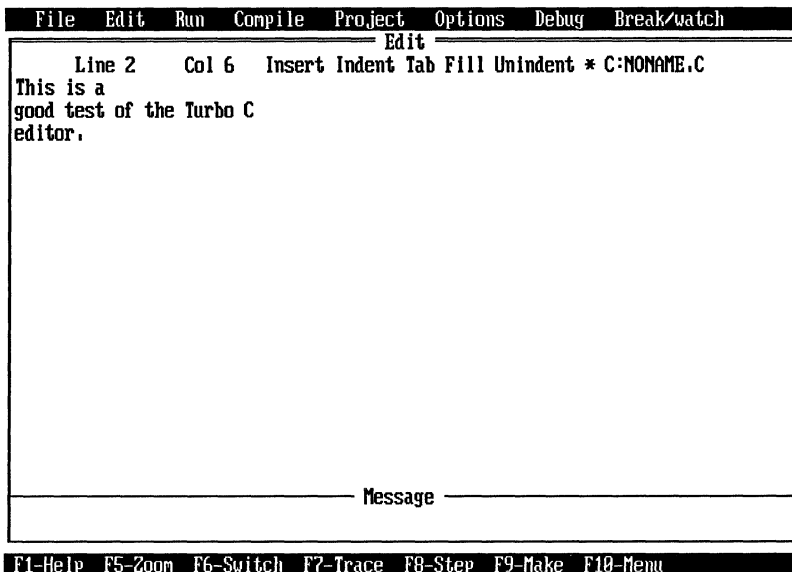 File Edit Run Compile Project Options Debug Break/watch
Edit
Line 2 Col 6 Insert Indent Tab Fill Unindent * C:NONAME.C
This is a
good test of the Turbo C
editor.
Message
F1-Help F5-Zoom F6-Switch F7-Trace F8-Step F9-Make F10-Menu